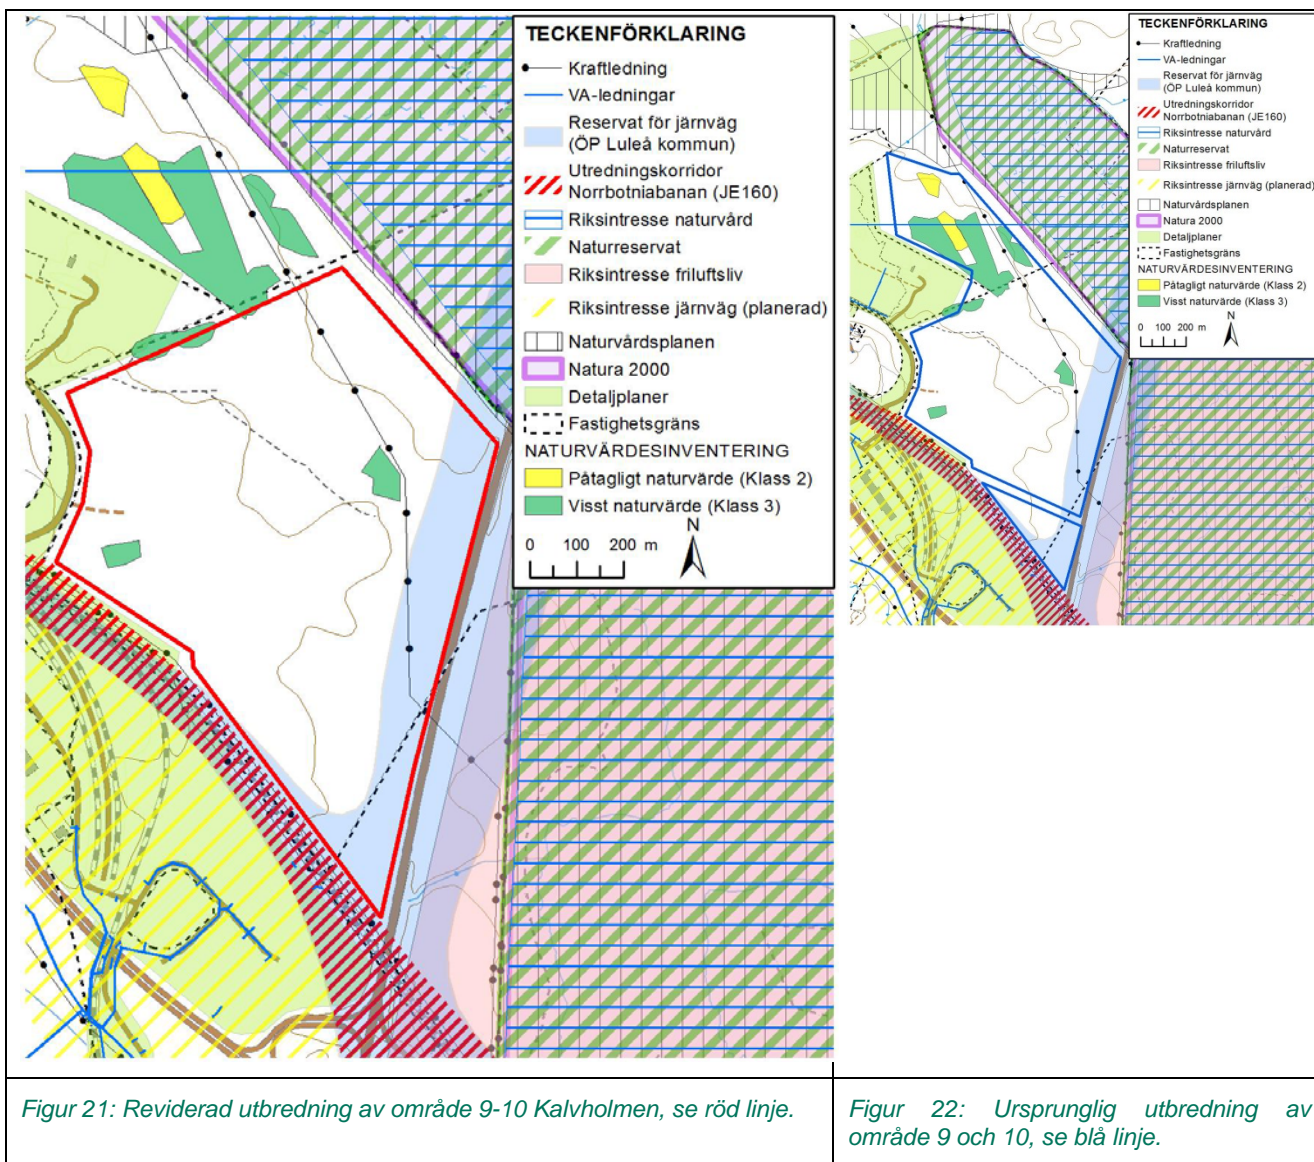 TECKENFÖRKLARING
Kraftledning
VA-ledningar
Reservat för järnväg
(ÖP Luleå kommun)
Utredningskorridor
Norrbotniabanan (JE160)
Riksintresse naturvård
Naturreservat
Riksintresse friluftsliv
Riksintresse järnväg (planerad)
Naturvårdsplanen
Natura 2000
Detaljplaner
Fastighetsgräns
NATURVÄRDESINVENTERING
Påtagligt naturvärde (Klass 2)
Visst naturvärde (Klass 3)
N
0 100 200 m
TECKENFÖRKLARING
Kraftledning
VA-ledningar
Reservat för järnväg
(ÖP Luleå kommun)
Utredningskorridor
Norrbotniabanan (JE160)
Riksintresse naturvård
Naturreservat
Riksintresse friluftsliv
Riksintresse järnväg (planerad)
Naturvårdsplanen
Natura 2000
Detaljplaner
Fastighetsgräns
NATURVÄRDESINVENTERING
Påtagligt naturvärde (Klass 2)
Visst naturvärde (Klass 3)
N
0 100 200 m
Figur 21: Reviderad utbredning av område 9-10 Kalvholmen, se röd linje.
Figur 22: Ursprunglig utbredning av
område 9 och 10, se blå linje.